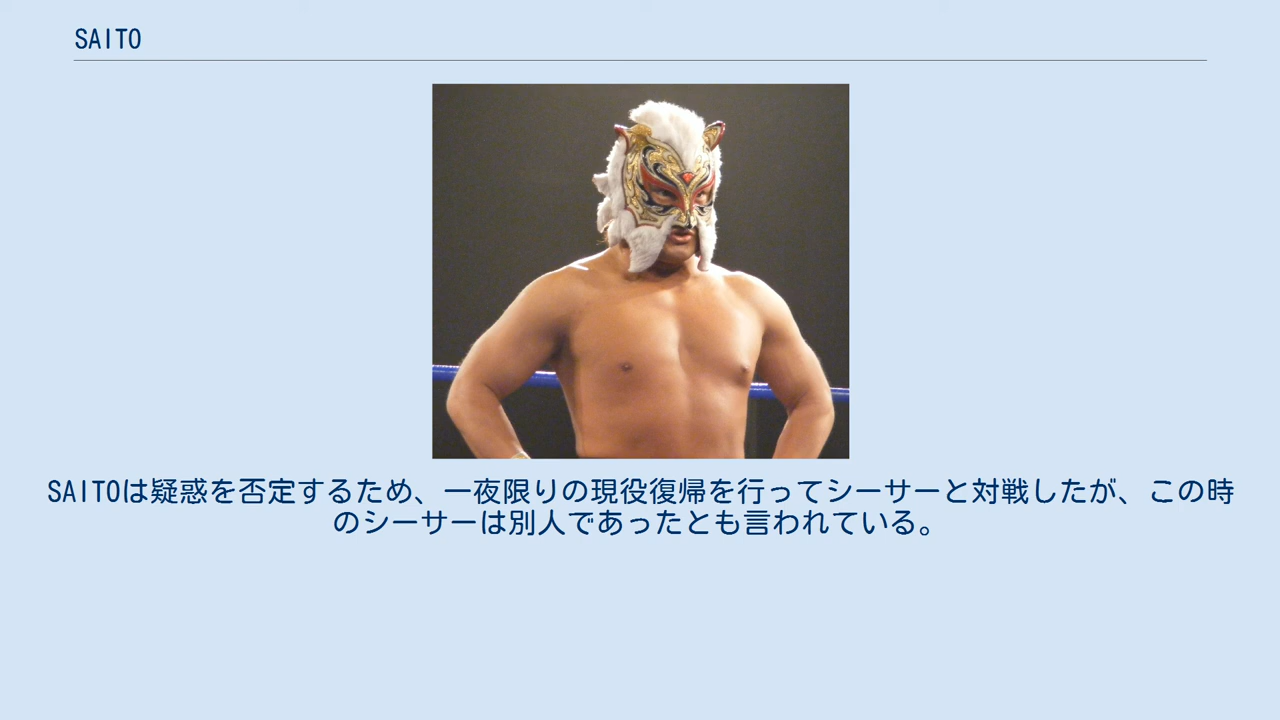 SAITO
SAITOは疑惑を否定するため、一夜限りの現役復帰を行ってシーサーと対戦したが、この時
のシーサーは別人であったとも言われている。